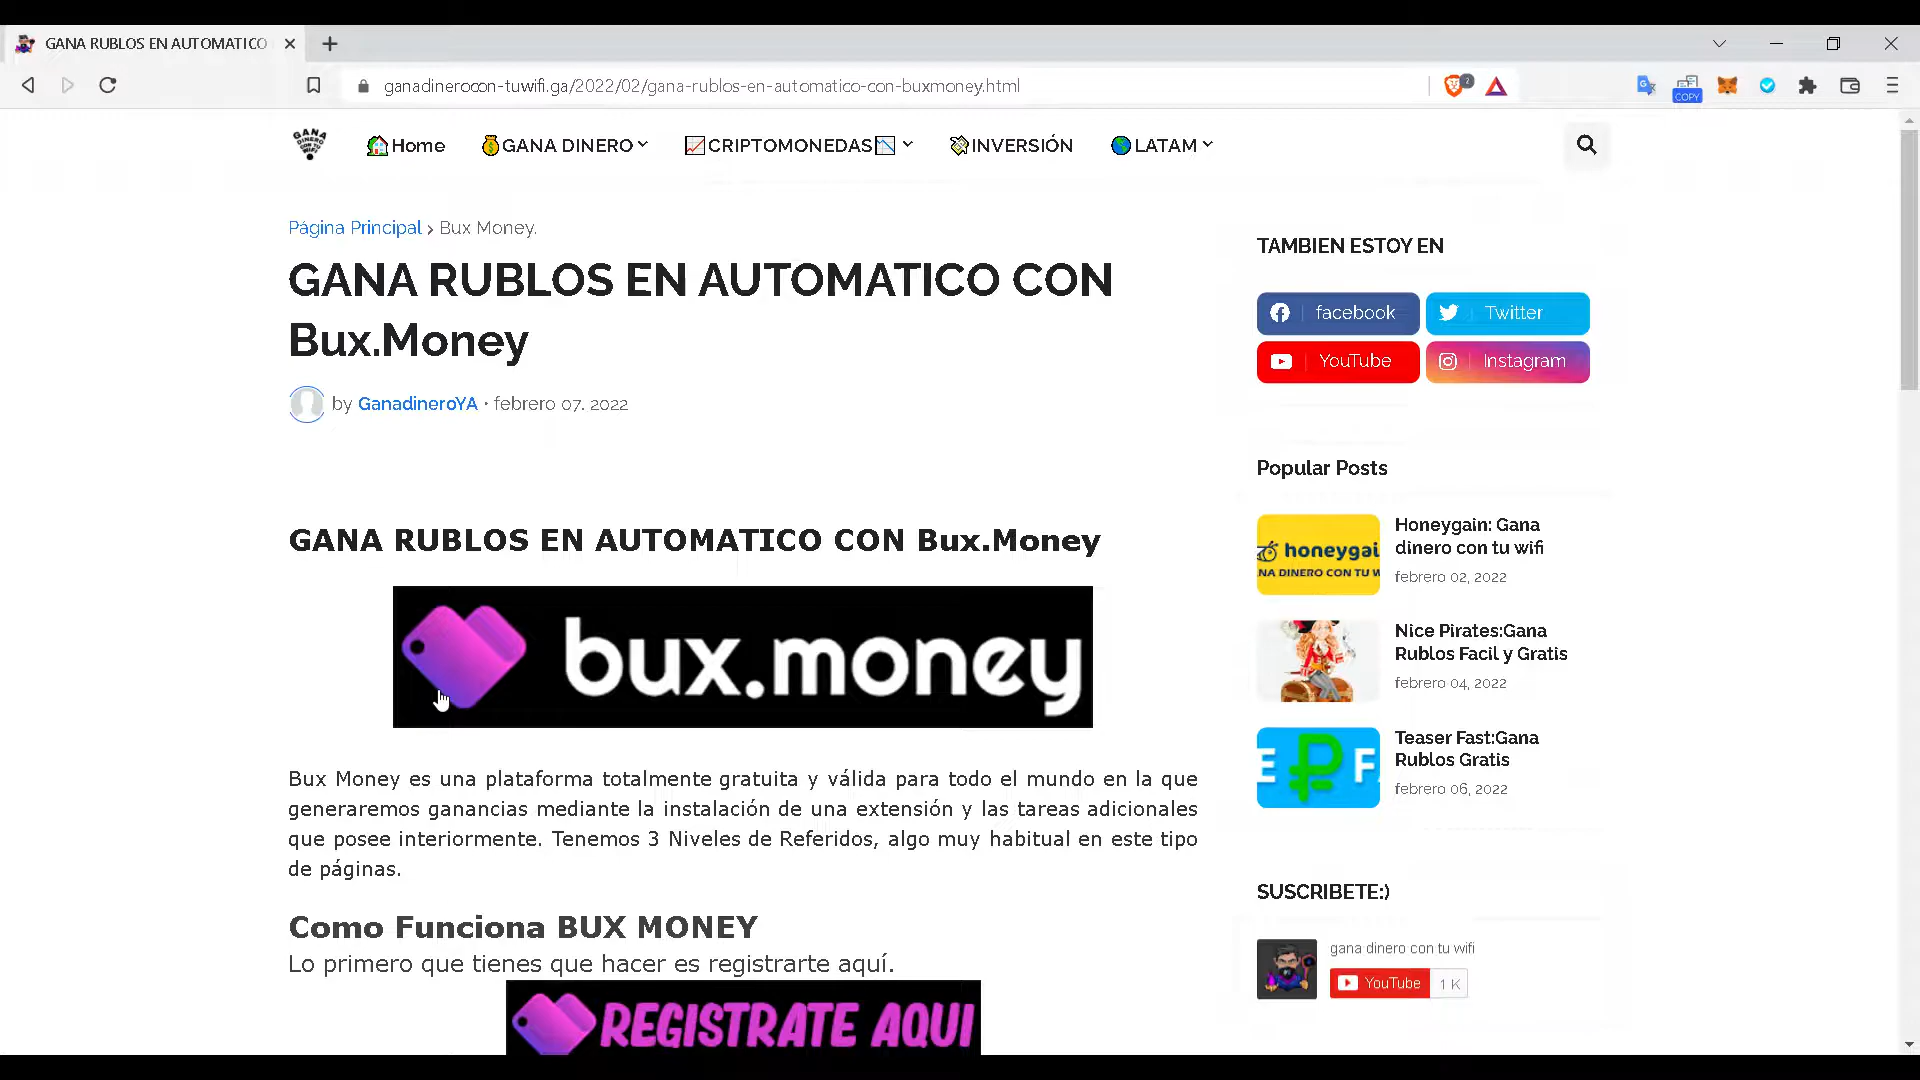 GANA RUBLOS EN AUTOMATICO
ganadinerocon-tuwifi.ga/2022/02/gana-rublos-en-automatico-con-buxmoney.html
2
COPY
GANA
DINERO
CON TU
WIFI
Home
GANA DINERO
CRIPTOMONEDAS
INVERSIÓN
LATAM
Página Principal › Bux Money.
GANA RUBLOS EN AUTOMATICO CON
Bux.Money
by GanadineroYA · febrero 07, 2022
GANA RUBLOS EN AUTOMATICO CON Bux.Money
bux.money
Bux Money es una plataforma totalmente gratuita y válida para todo el mundo en la que
generaremos ganancias mediante la instalación de una extensión y las tareas adicionales
que posee interiormente. Tenemos 3 Niveles de Referidos, algo muy habitual en este tipo
de páginas.
Como Funciona BUX MONEY
Lo primero que tienes que hacer es registrarte aquí.
REGISTRATE AQUI
TAMBIEN ESTOY EN
facebook
Twitter
YouTube
Instagram
Popular Posts
honeygai
NA DINERO CON TU W
Honeygain: Gana
dinero con tu wifi
febrero 02, 2022
Nice Pirates:Gana
Rublos Facil y Gratis
febrero 04, 2022
E ₽ FA
Teaser Fast:Gana
Rublos Gratis
febrero 06, 2022
SUSCRIBETE:)
gana dinero con tu wifi
YouTube
1 K